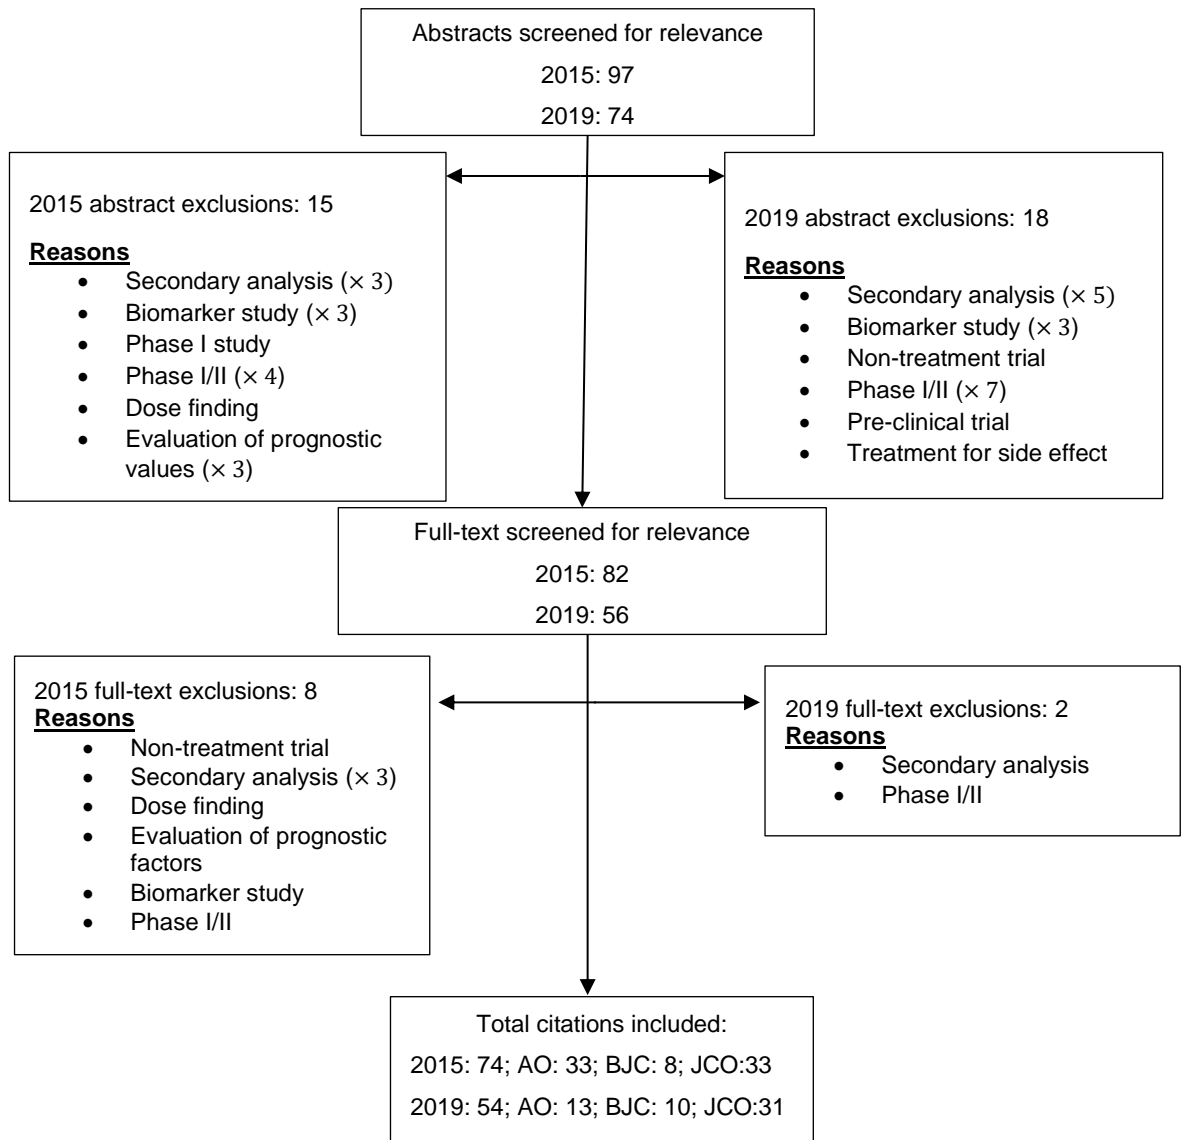 Abstracts screened for relevance
2015: 97
2019: 74
2015 abstract exclusions: 15
Reasons
• Secondary analysis (× 3)
• Biomarker study (× 3)
• Phase I study
• Phase I/II (× 4)
• Dose finding
• Evaluation of prognostic
values (× 3)
2019 abstract exclusions: 18
Reasons
• Secondary analysis (× 5)
• Biomarker study (× 3)
• Non-treatment trial
• Phase I/II (× 7)
• Pre-clinical trial
• Treatment for side effect
Full-text screened for relevance
2015: 82
2019: 56
2015 full-text exclusions: 8
Reasons
• Non-treatment trial
• Secondary analysis (× 3)
• Dose finding
• Evaluation of prognostic
factors
• Biomarker study
• Phase I/II
2019 full-text exclusions: 2
Reasons
• Secondary analysis
• Phase I/II
Total citations included:
2015: 74; AO: 33; BJC: 8; JCO:33
2019: 54; AO: 13; BJC: 10; JCO:31